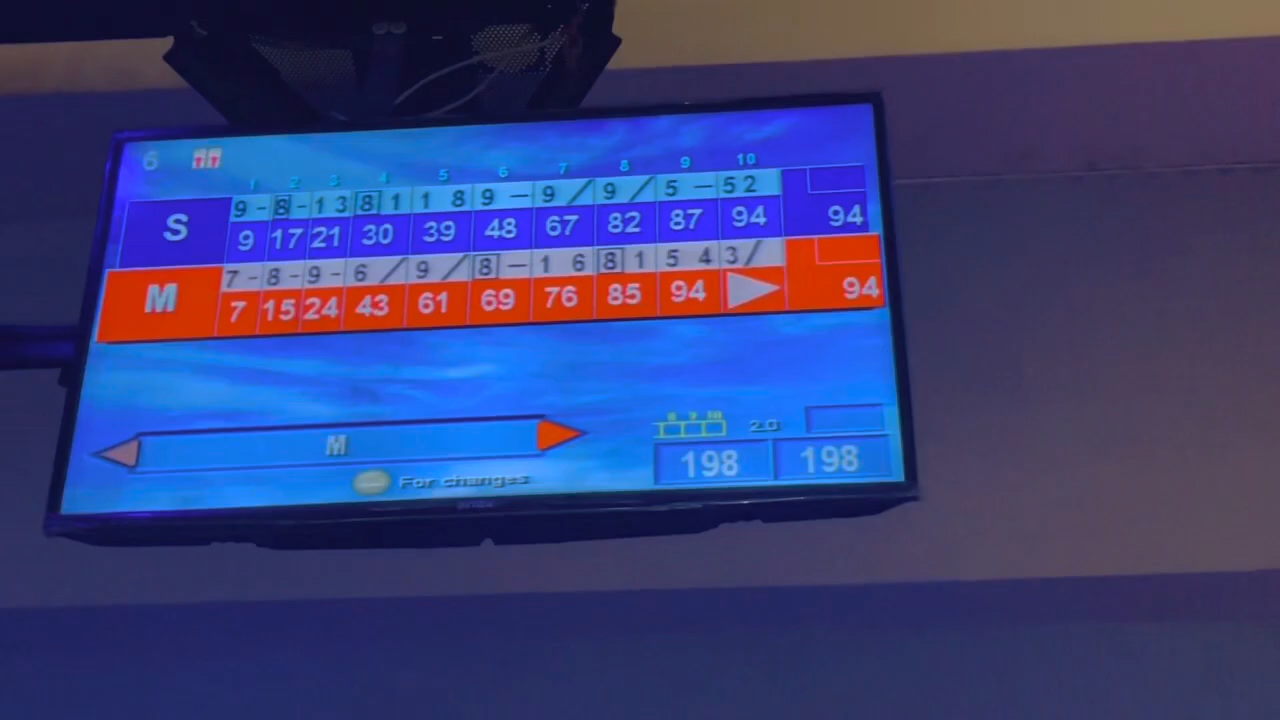 6
1 2 3 4 5 6 7 8 9 10
9 - 8 - 1 3 8 1 1 8 9 - 9 / 9 / 5 - 5 2
S 9 17 21 30 39 48 67 82 87 94 94
7 - 8 - 9 - 6 / 9 / 8 - 1 6 8 1 5 4 3 /
M 7 15 24 43 61 69 76 85 94 94
8 9 10 2.0
M 198 198
For changes